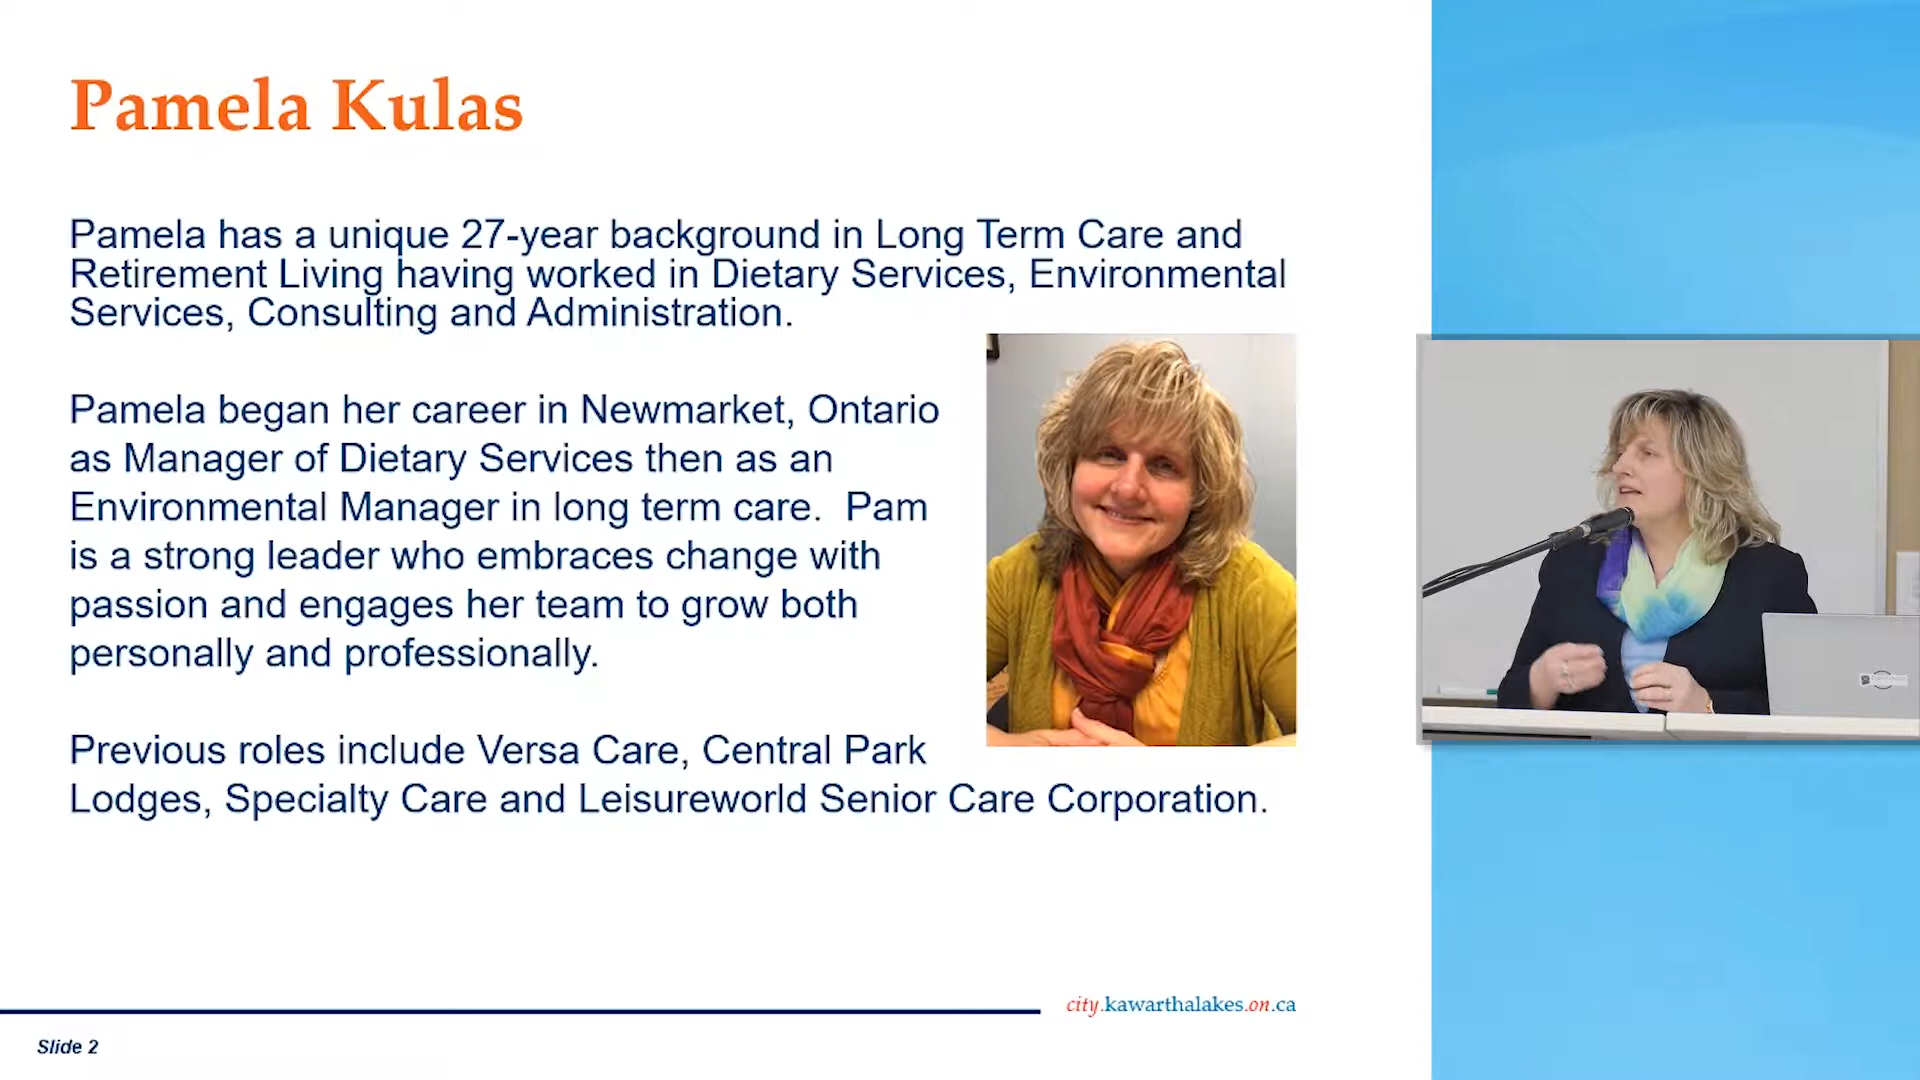 Pamela Kulas
Pamela has a unique 27-year background in Long Term Care and
Retirement Living having worked in Dietary Services, Environmental
Services, Consulting and Administration.
Pamela began her career in Newmarket, Ontario
as Manager of Dietary Services then as an
Environmental Manager in long term care.  Pam
is a strong leader who embraces change with
passion and engages her team to grow both
personally and professionally.
Previous roles include Versa Care, Central Park
Lodges, Specialty Care and Leisureworld Senior Care Corporation.
city.kawarthalakes.on.ca
Slide 2